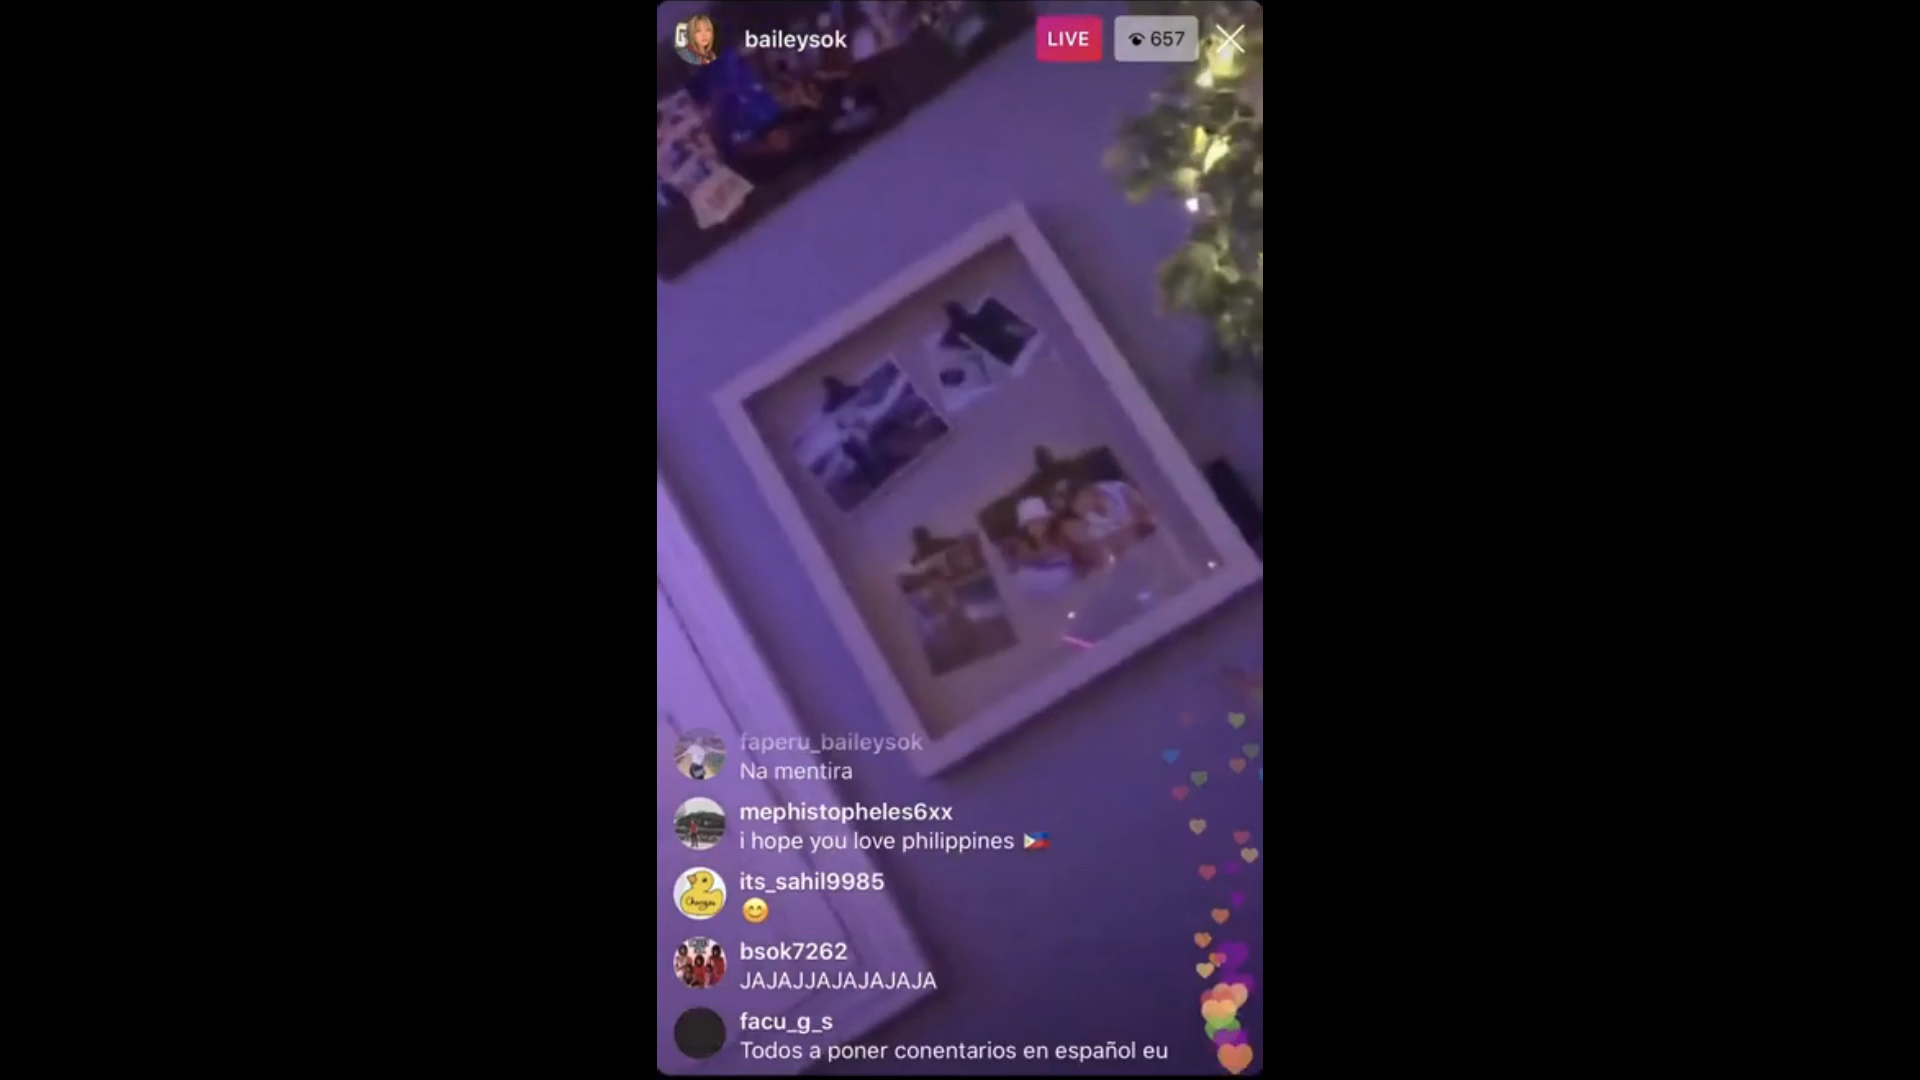 baileysok
LIVE
657
faperu_baileysok
Na mentira
mephistopheles6xx
i hope you love philippines 🇵🇭
its_sahil9985
😊
bsok7262
JAJAJJAJAJAJAJA
facu_g_s
Todos a poner conentarios en español eu